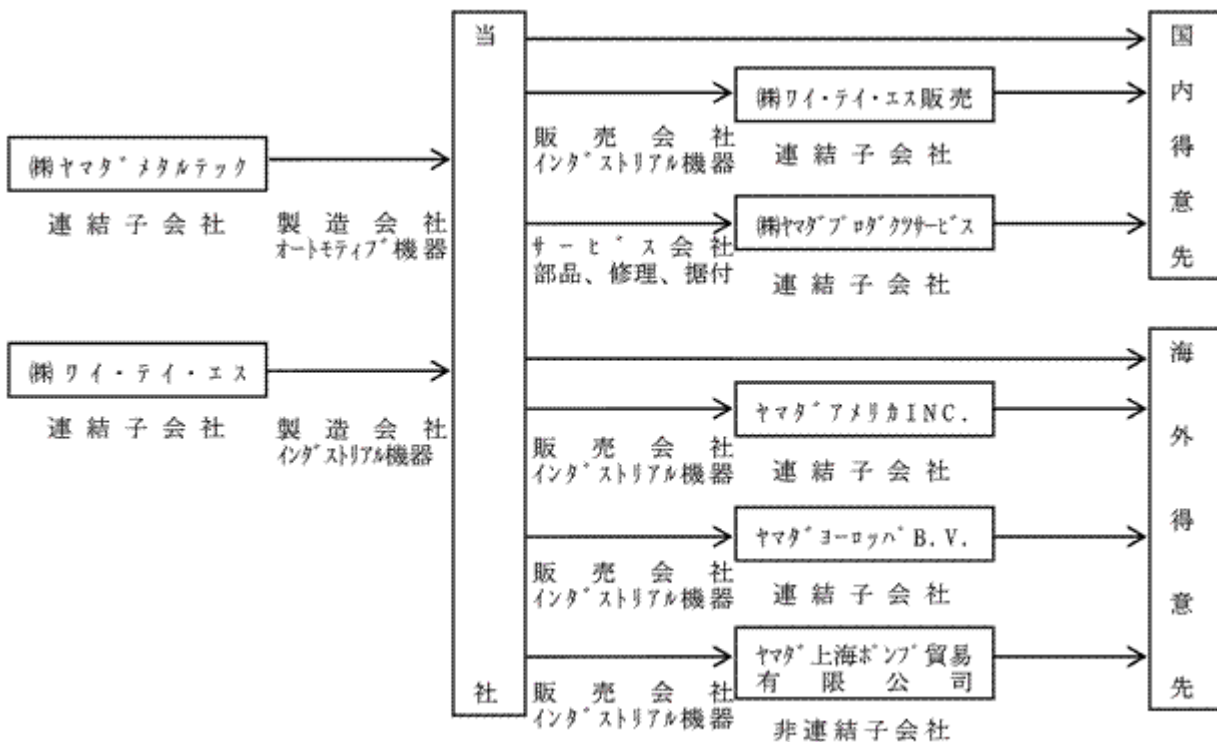 当社
国内得意先
㈱ワイ・テイ・エス販売
販売会社
インダストリアル機器
連結子会社
㈱ヤマダメタルテック
連結子会社
製造会社
オートモティブ機器
㈱ヤマダプロダクツサービス
サービス会社
部品、修理、据付
連結子会社
海外得意先
㈱ワイ・テイ・エス
連結子会社
製造会社
インダストリアル機器
ヤマダアメリカINC.
販売会社
インダストリアル機器
連結子会社
ヤマダヨーロッパB.V.
販売会社
インダストリアル機器
連結子会社
ヤマダ上海ポンプ貿易
有限公司
販売会社
インダストリアル機器
非連結子会社